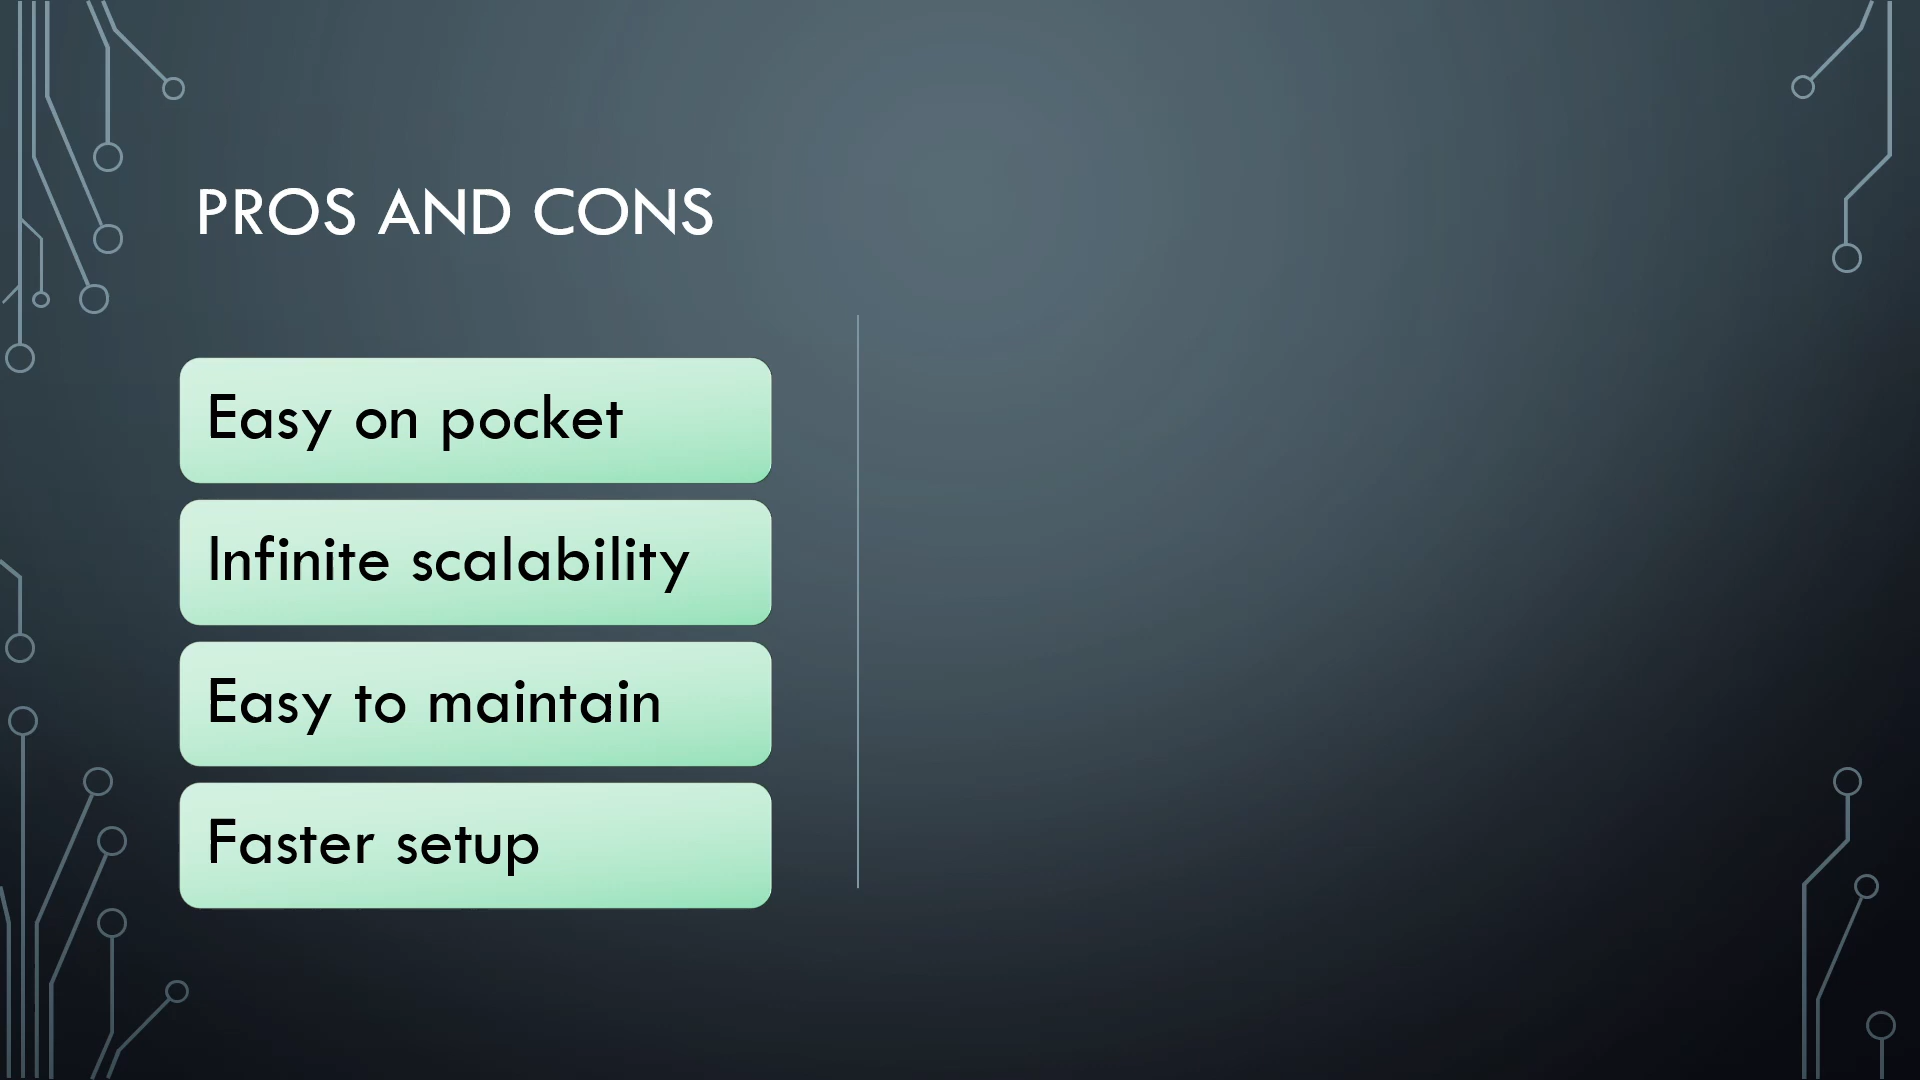 PROS AND CONS
Easy on pocket
Infinite scalability
Easy to maintain
Faster setup